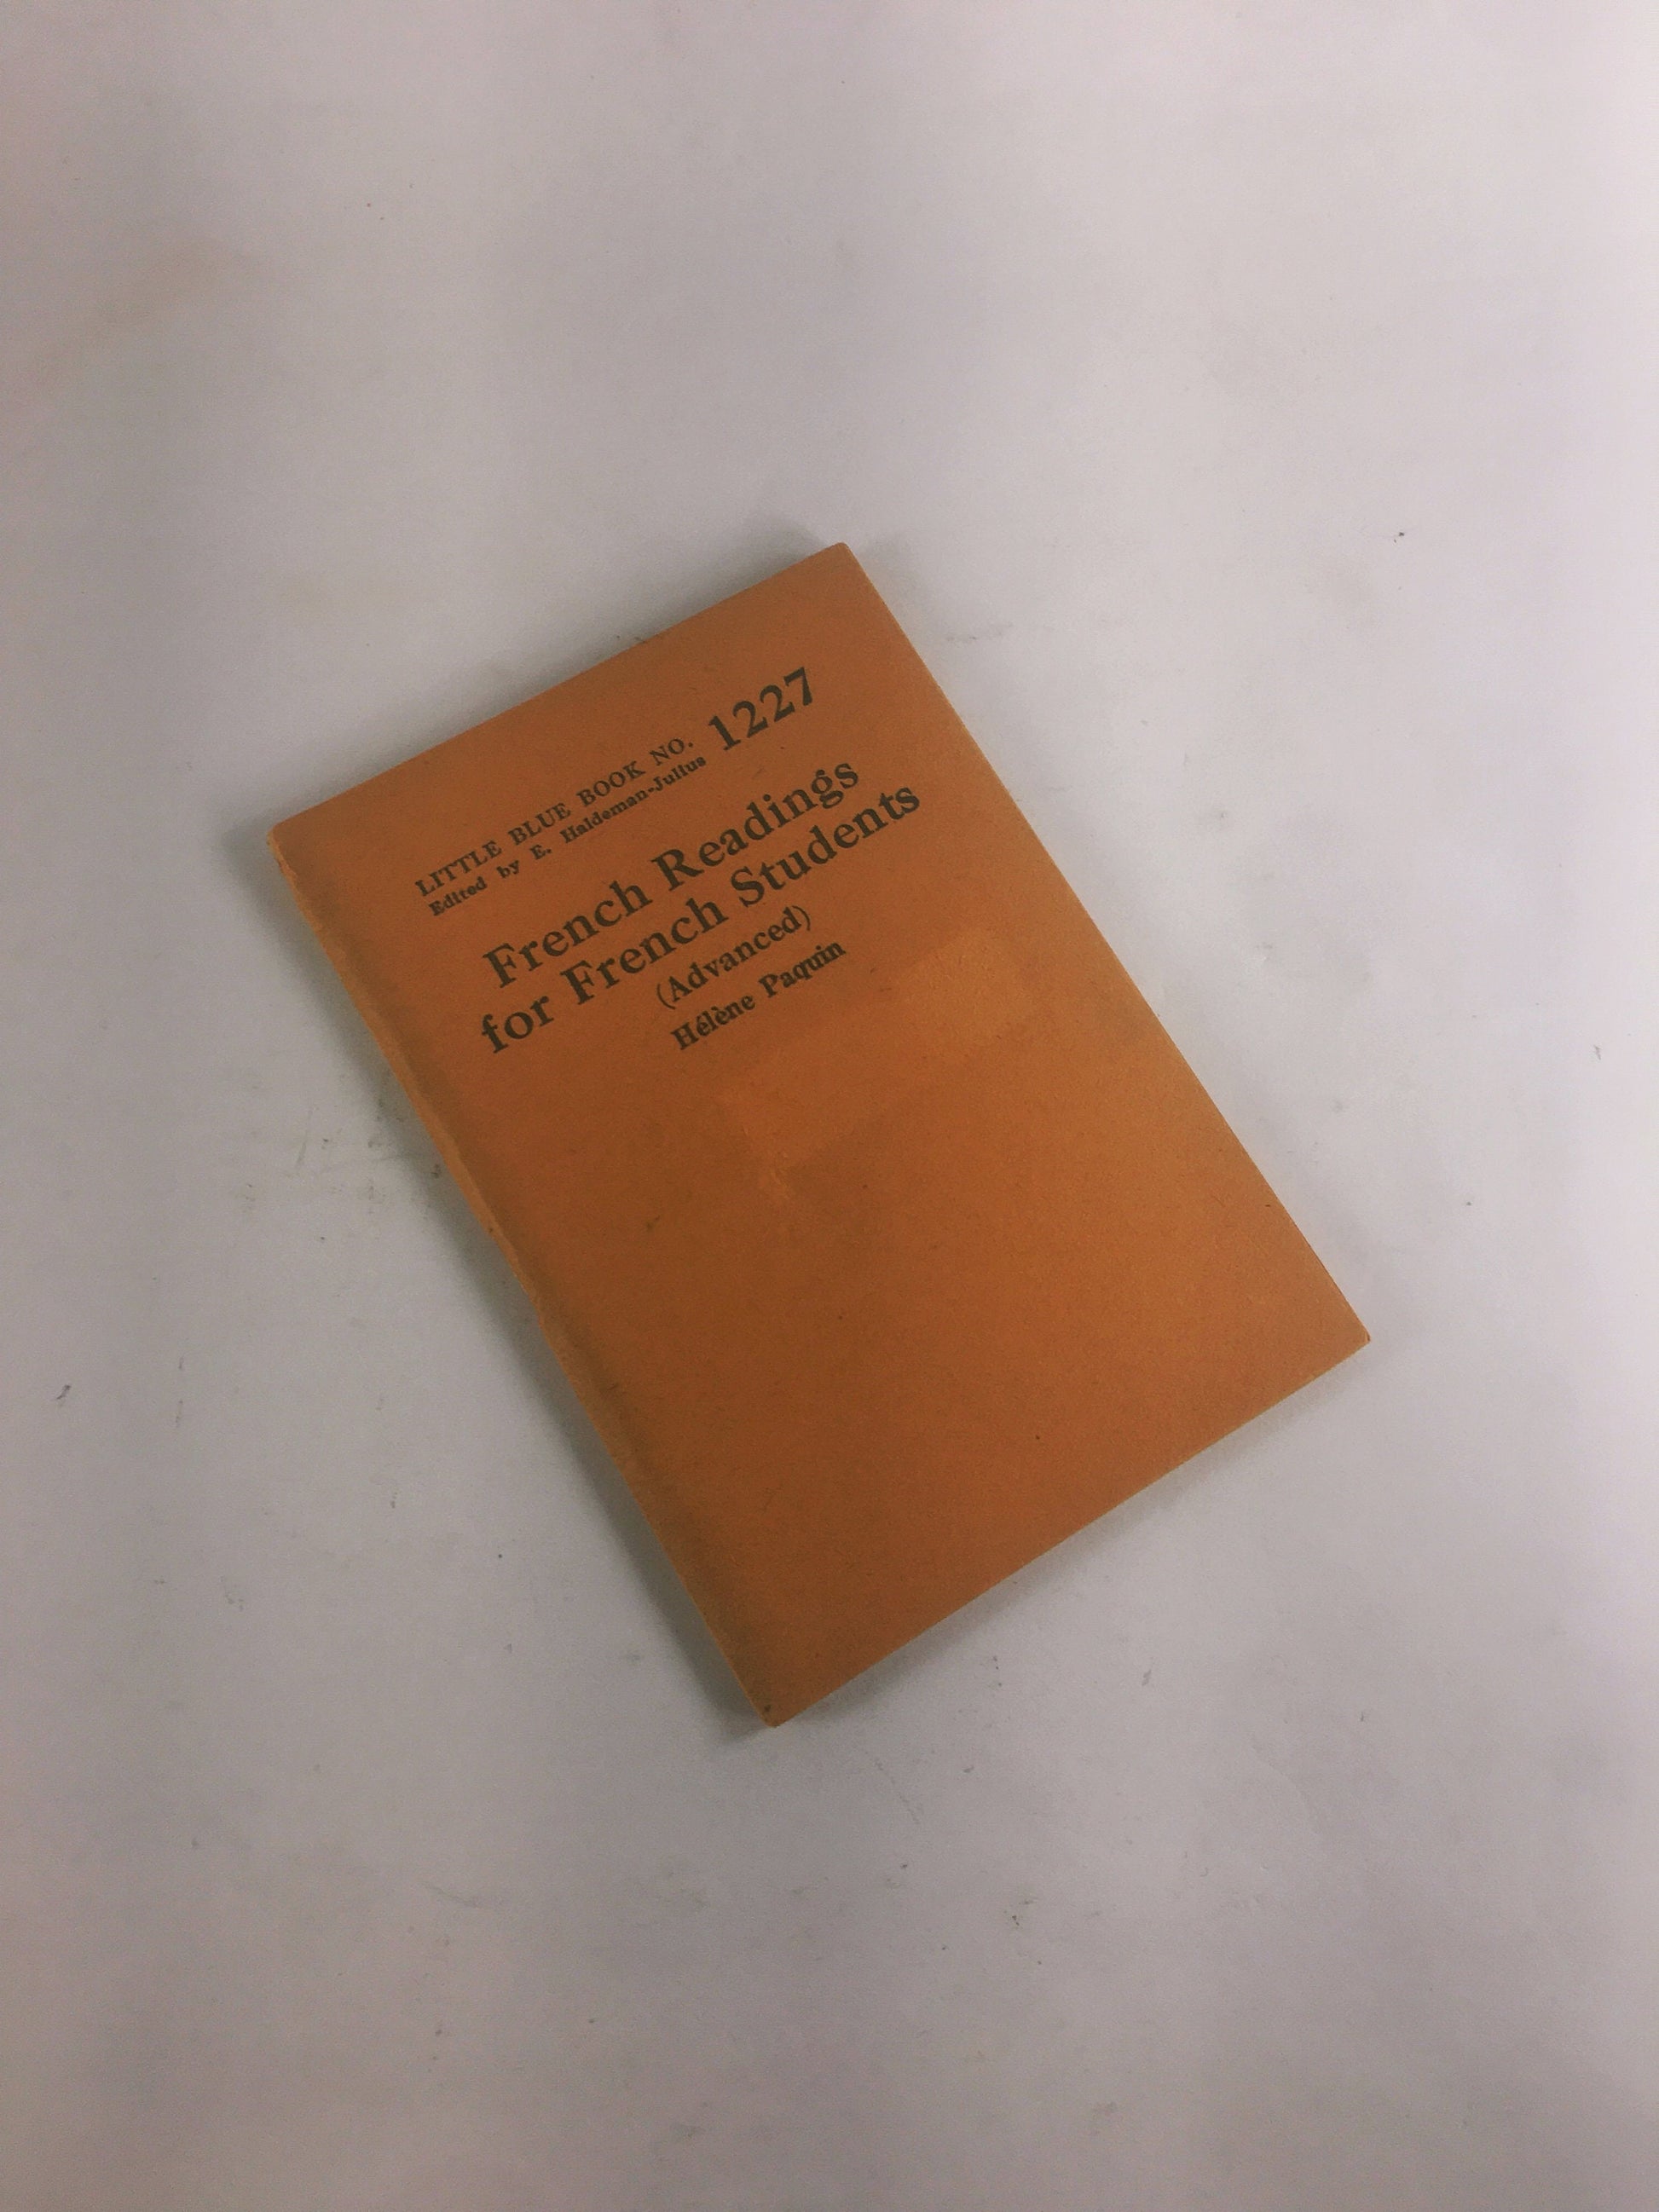 LITTLE BLUE BOOK NO. 1227
Edited by E. Haldeman-Julius
French Readings
for French Students
(Advanced)
Hélène Paquin